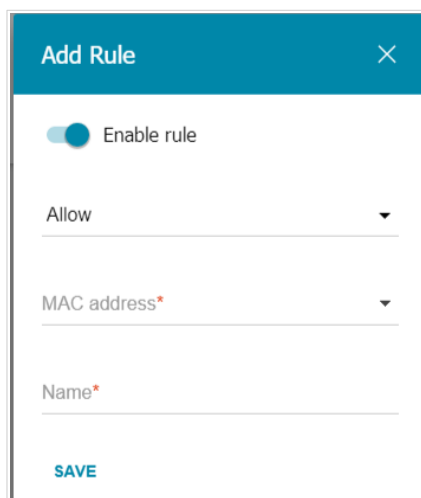 Add Rule
Enable rule
Allow
MAC address*
Name*
SAVE